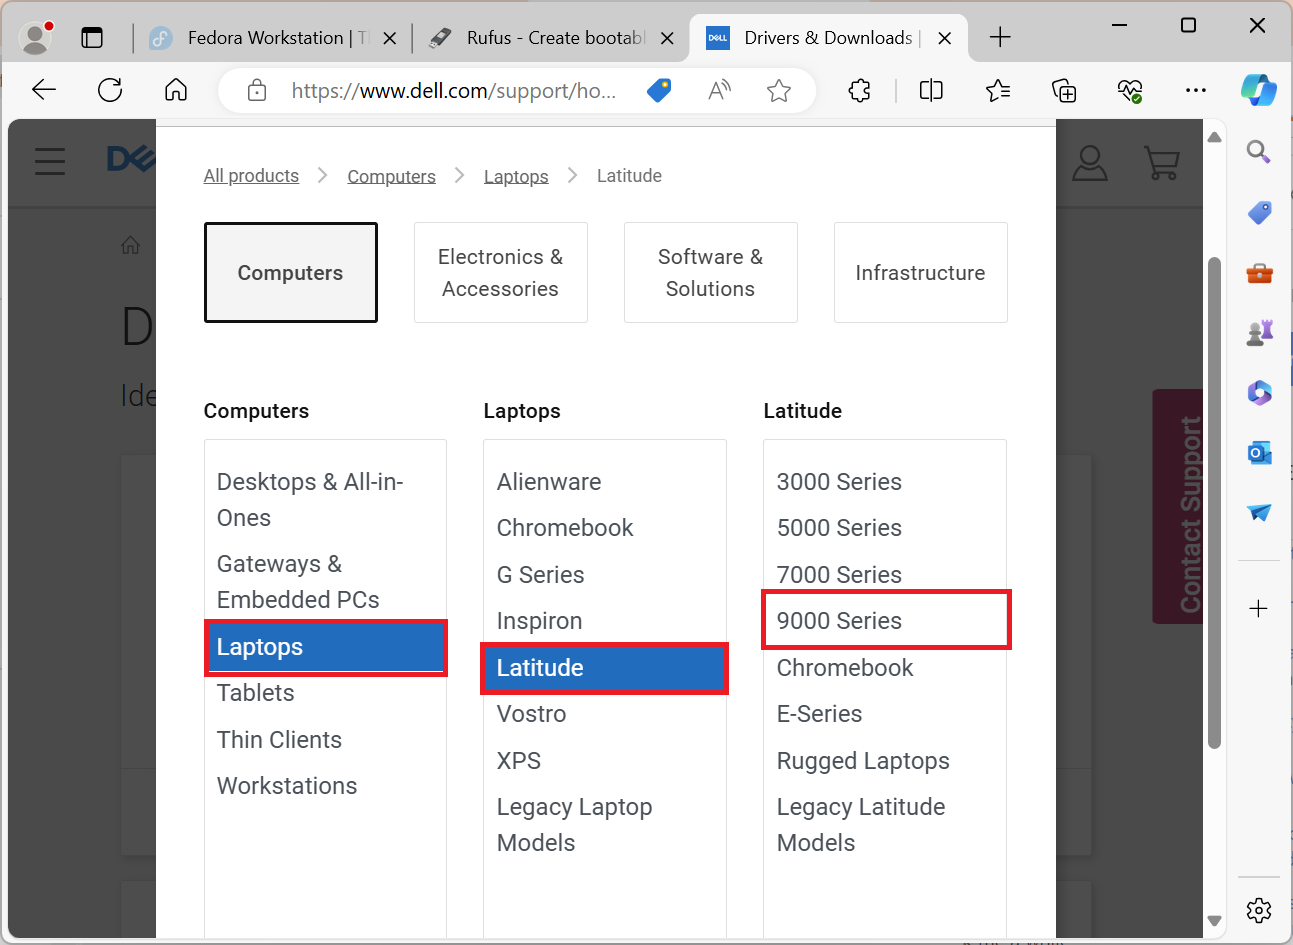 Fedora Workstation | T
Rufus - Create bootabl
DELL
Drivers & Downloads |
https://www.dell.com/support/ho...
All products > Computers > Laptops > Latitude
Computers
Electronics &
Accessories
Software &
Solutions
Infrastructure
D
Ide
Computers
Desktops & All-in-
Ones
Gateways &
Embedded PCs
Laptops
Tablets
Thin Clients
Workstations
Laptops
Alienware
Chromebook
G Series
Inspiron
Latitude
Vostro
XPS
Legacy Laptop
Models
Latitude
3000 Series
5000 Series
7000 Series
9000 Series
Chromebook
E-Series
Rugged Laptops
Legacy Latitude
Models
Contact Support